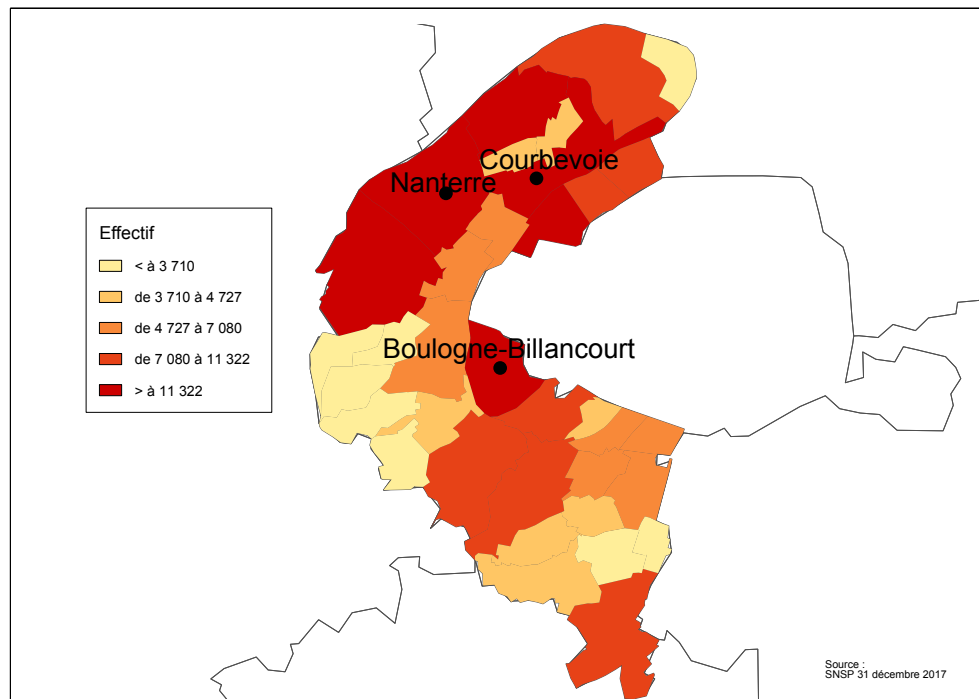 Courbevoie
Nanterre
Effectif
< à 3 710
de 3 710 à 4 727
de 4 727 à 7 080
de 7 080 à 11 322
> à 11 322
Boulogne-Billancourt
Source :
SNSP 31 décembre 2017